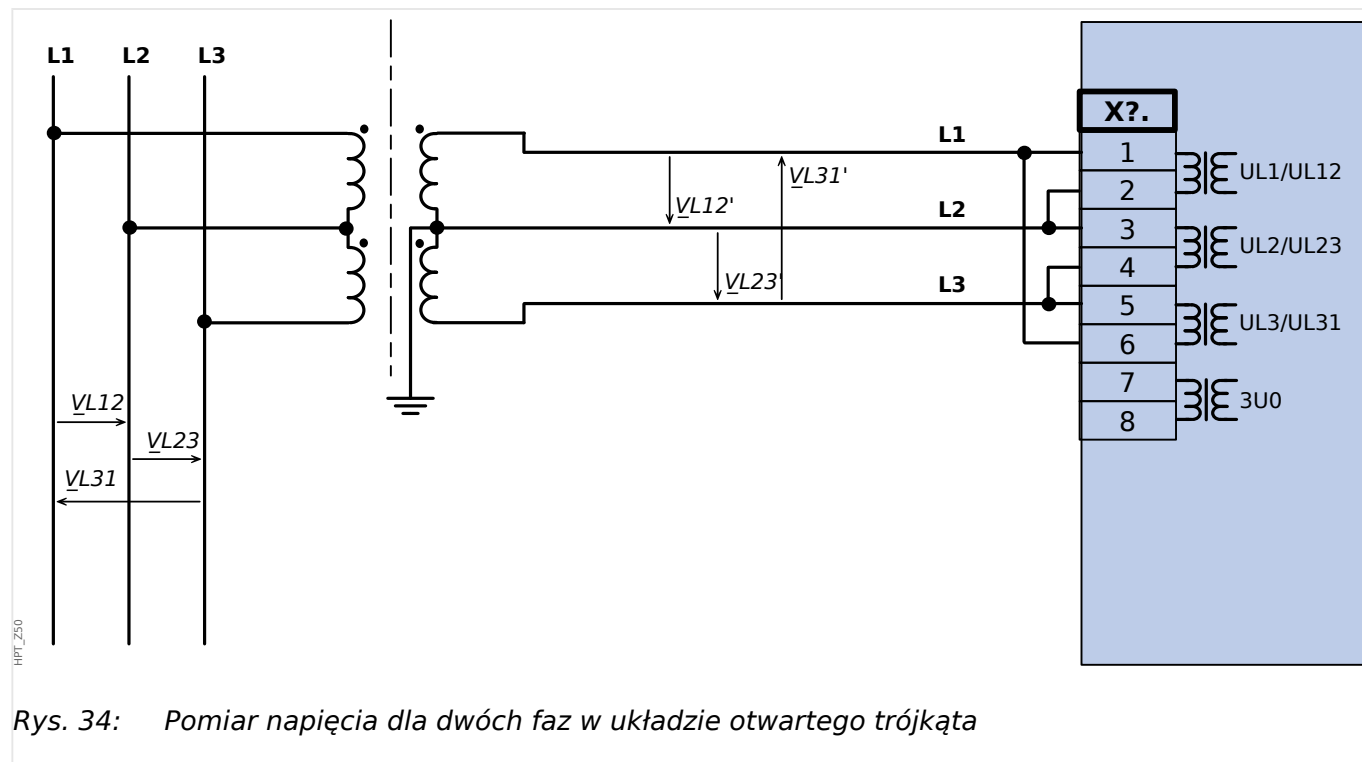 L1 L2 L3
X?.
L1
1
UL1/UL12
VL31'
2
VL12'
L2
3
UL2/UL23
4
VL23'
L3
5
UL3/UL31
6
7
3U0
8
VL12
VL23
VL31
HPT_Z50
Rys. 34: Pomiar napięcia dla dwóch faz w układzie otwartego trójkąta